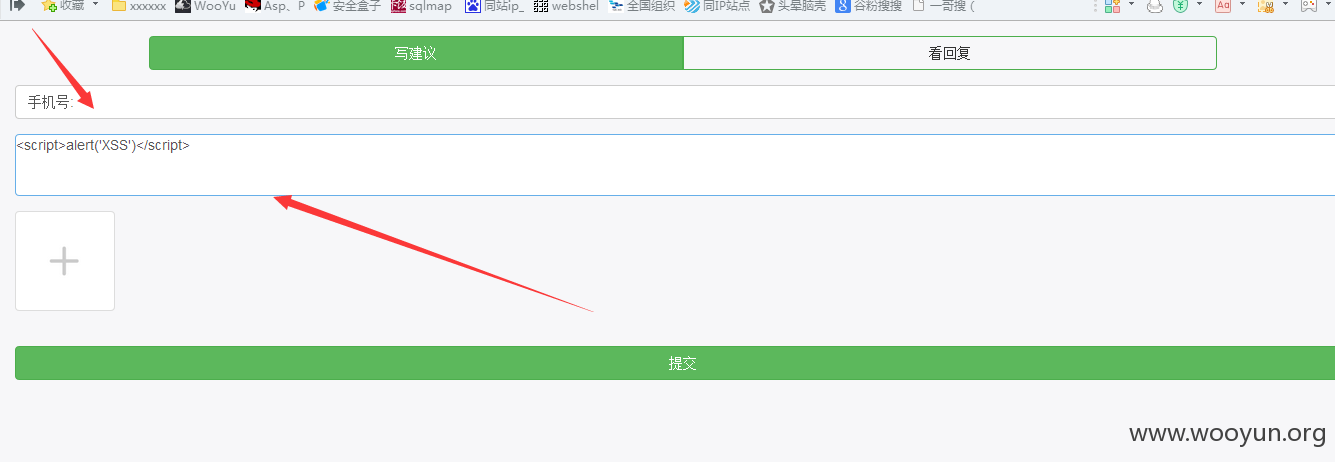 收藏 xxxxxx WooYu Asp、P 安全盒子 sqlmap 同站ip_ webshel 全国组织 同IP站点 头晕脑壳 谷粉搜搜 一哥搜 (
写建议 看回复
手机号:
<script>alert('XSS')</script>
提交
www.wooyun.org